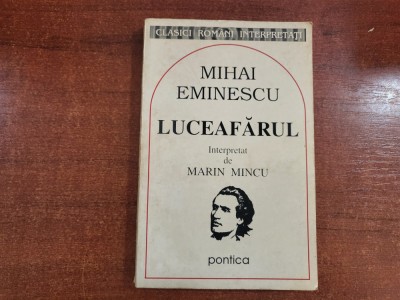 CLASICI ROMÂNI INTERPRETAȚI
MIHAI
EMINESCU
LUCEAFĂRUL
Interpretat
de
MARIN MINCU
pontica